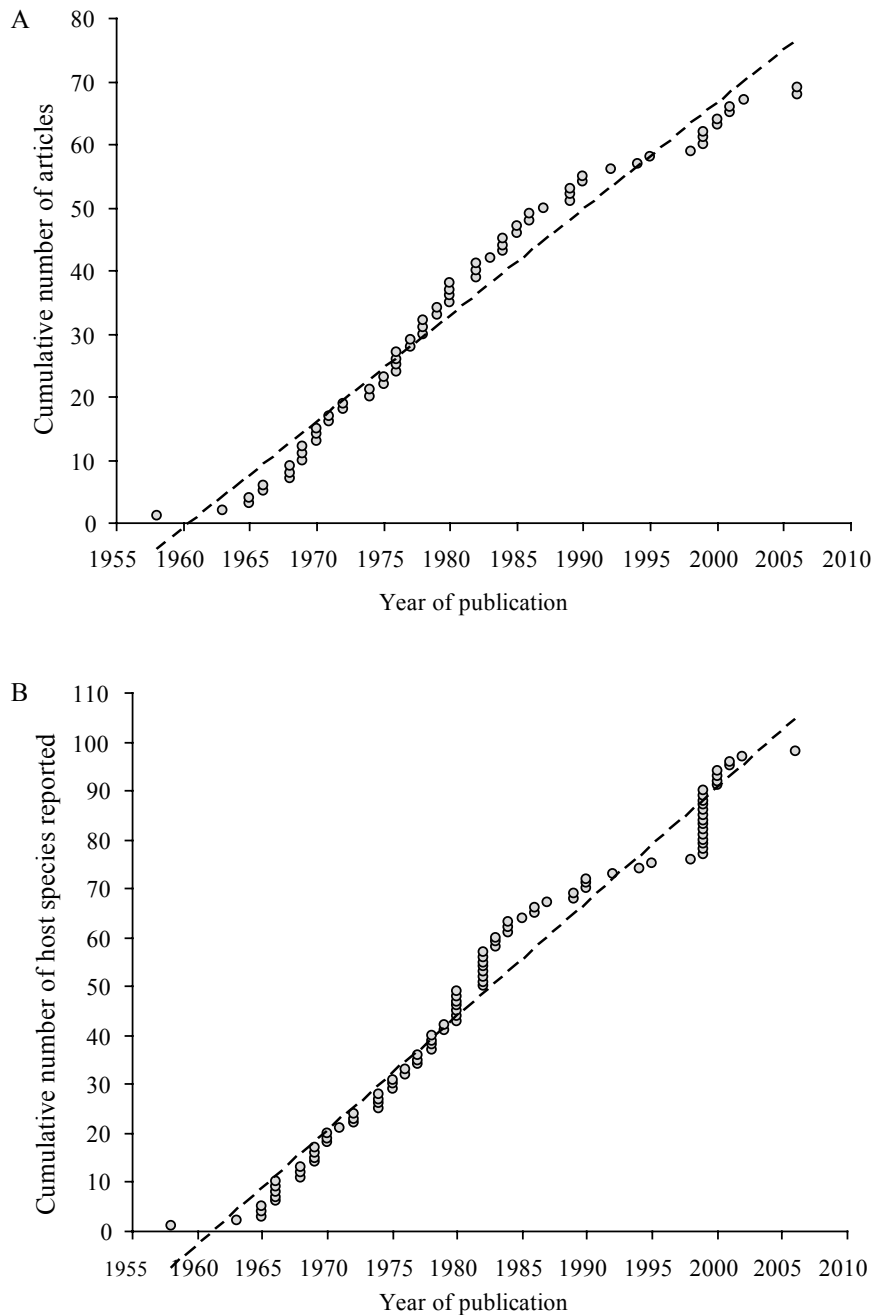 A
80
70
60
50
40
30
20
10
0
Cumulative number of articles
1955 1960 1965 1970 1975 1980 1985 1990 1995 2000 2005 2010
Year of publication
B
110
100
90
80
70
60
50
40
30
20
10
0
Cumulative number of host species reported
1955 1960 1965 1970 1975 1980 1985 1990 1995 2000 2005 2010
Year of publication